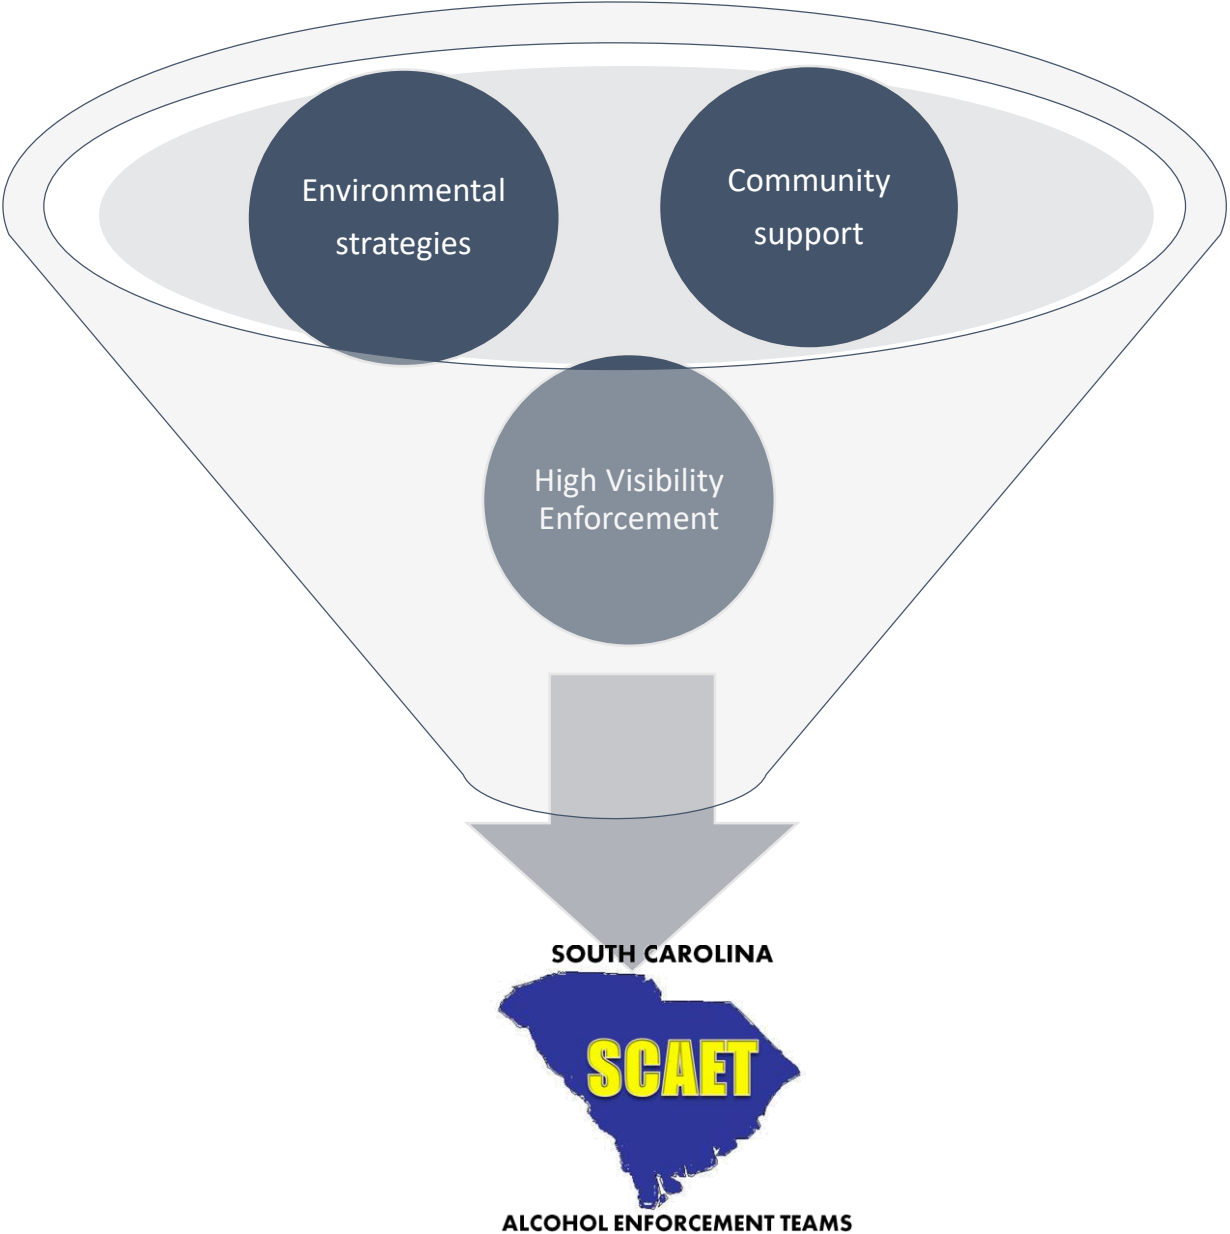 Environmental
strategies
Community
support
High Visibility
Enforcement
SOUTH CAROLINA
SCAET
ALCOHOL ENFORCEMENT TEAMS